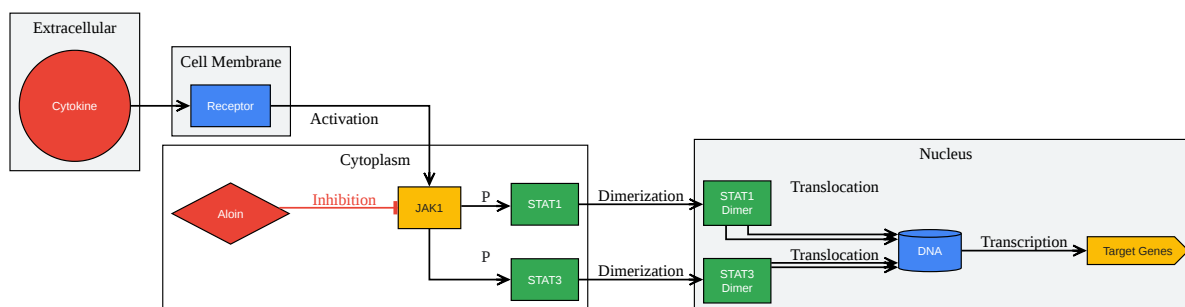 Extracellular
Cytokine
Cell Membrane
Receptor
Activation
Cytoplasm
Aloin
Inhibition
JAK1
P
STAT1
P
STAT3
Dimerization
Dimerization
Nucleus
STAT1
Dimer
Translocation
STAT3
Dimer
Translocation
DNA
Transcription
Target Genes